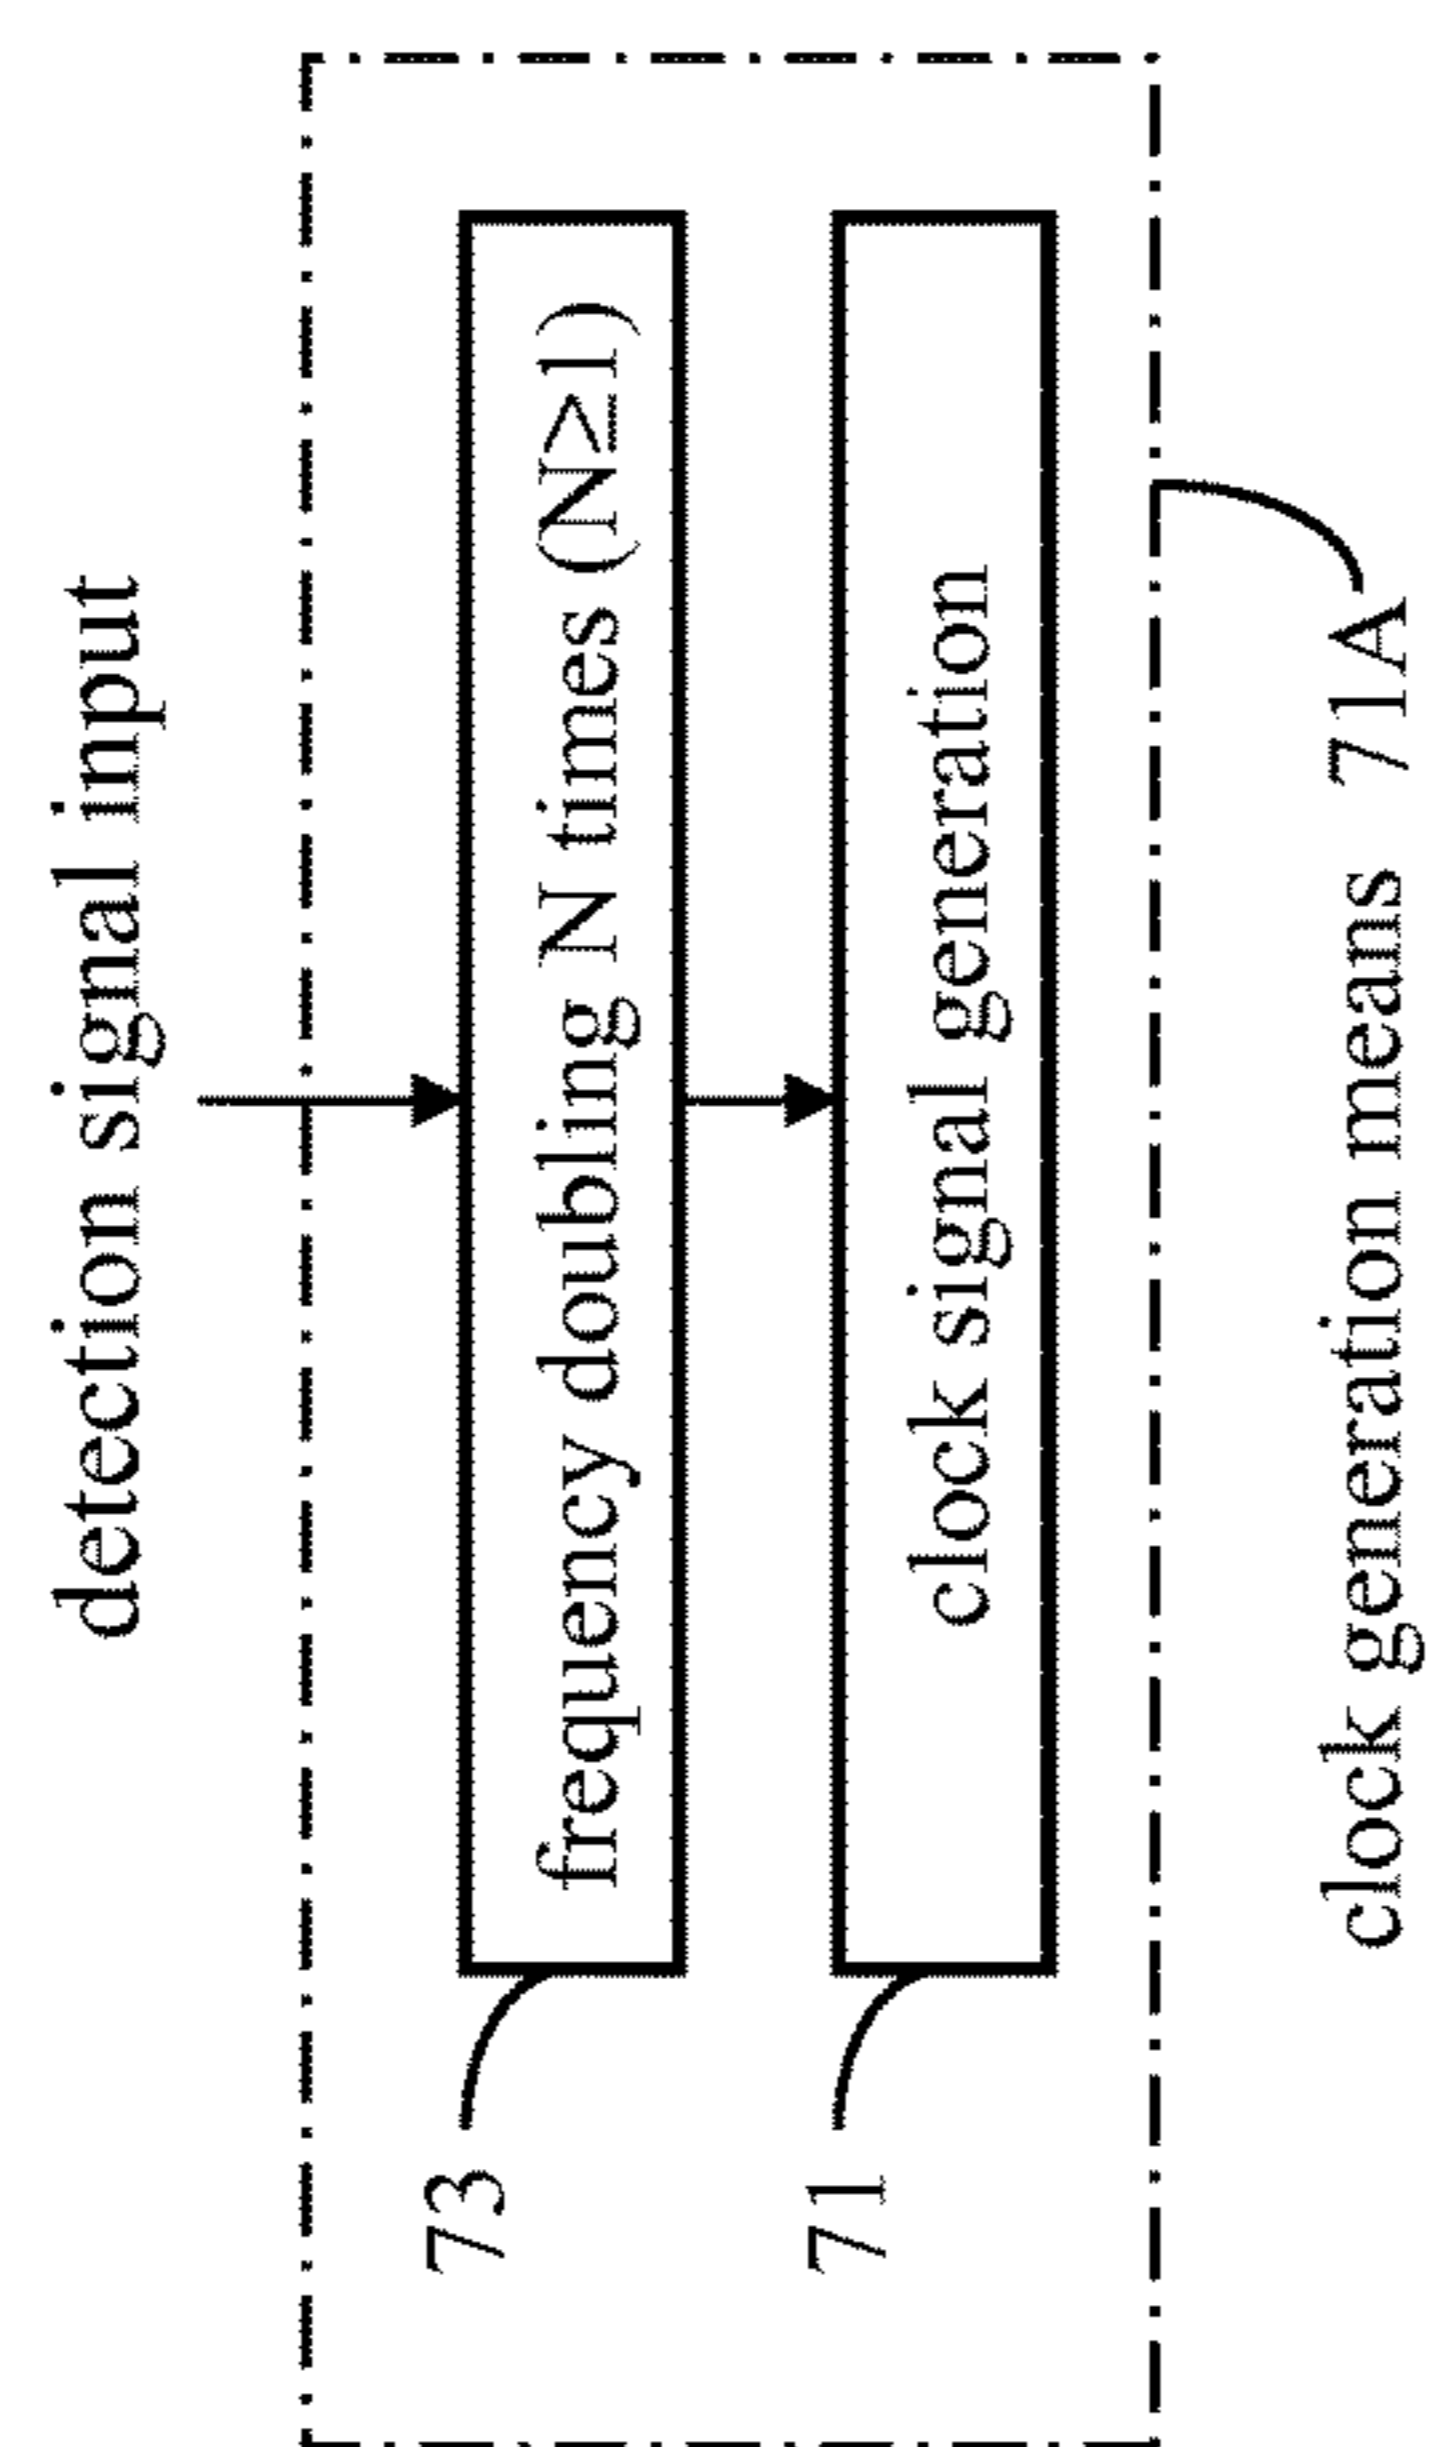 detection signal input
73
frequency doubling N times (N≥1)
71
clock signal generation
clock generation means 71A